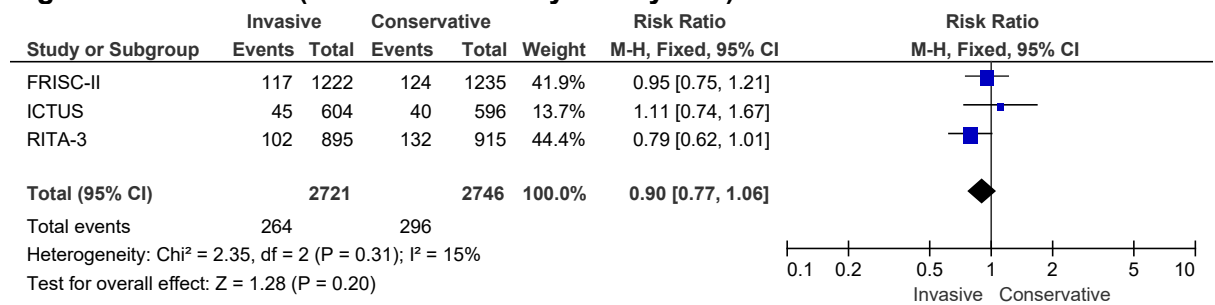 Invasive Conservative Risk Ratio Risk Ratio
Study or Subgroup Events Total Events Total Weight M-H, Fixed, 95% CI M-H, Fixed, 95% CI
FRISC-II 117 1222 124 1235 41.9% 0.95 [0.75, 1.21]
ICTUS 45 604 40 596 13.7% 1.11 [0.74, 1.67]
RITA-3 102 895 132 915 44.4% 0.79 [0.62, 1.01]
Total (95% CI) 2721 2746 100.0% 0.90 [0.77, 1.06]
Total events 264 296
Heterogeneity: Chi² = 2.35, df = 2 (P = 0.31); I² = 15%
Test for overall effect: Z = 1.28 (P = 0.20)
0.1 0.2 0.5 1 2 5 10
Invasive Conservative